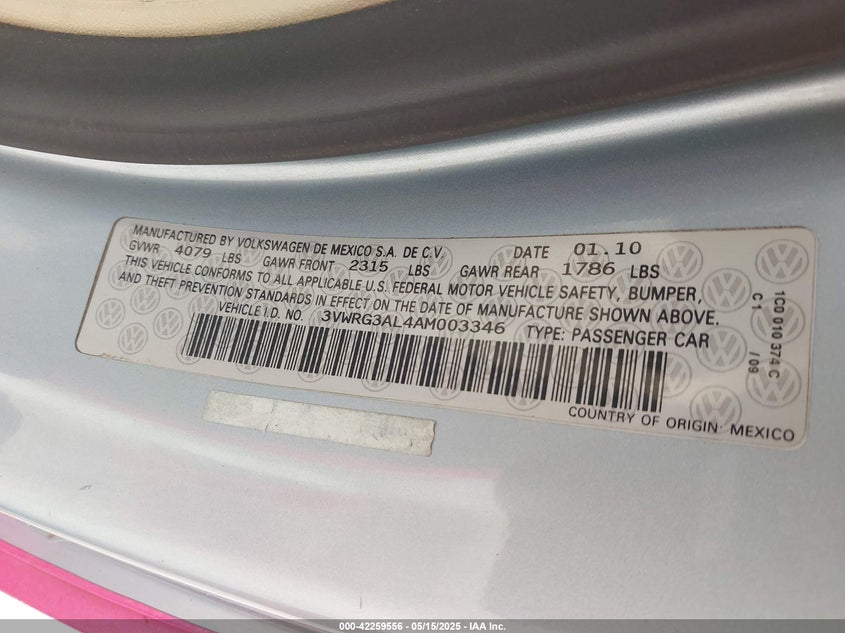 MANUFACTURED BY VOLKSWAGEN DE MEXICO S.A. DE C.V. DATE 01.10
GVWR 4079 LBS GAWR FRONT 2315 LBS GAWR REAR 1786 LBS
THIS VEHICLE CONFORMS TO ALL APPLICABLE U.S. FEDERAL MOTOR VEHICLE SAFETY, BUMPER,
AND THEFT PREVENTION STANDARDS IN EFFECT ON THE DATE OF MANUFACTURE SHOWN ABOVE.
VEHICLE I.D. NO. 3VWRG3AL4AM003346 TYPE: PASSENGER CAR
COUNTRY OF ORIGIN: MEXICO
1C0 010 374 C
C1 /09
000-42259556 - 05/15/2025 - IAA Inc.